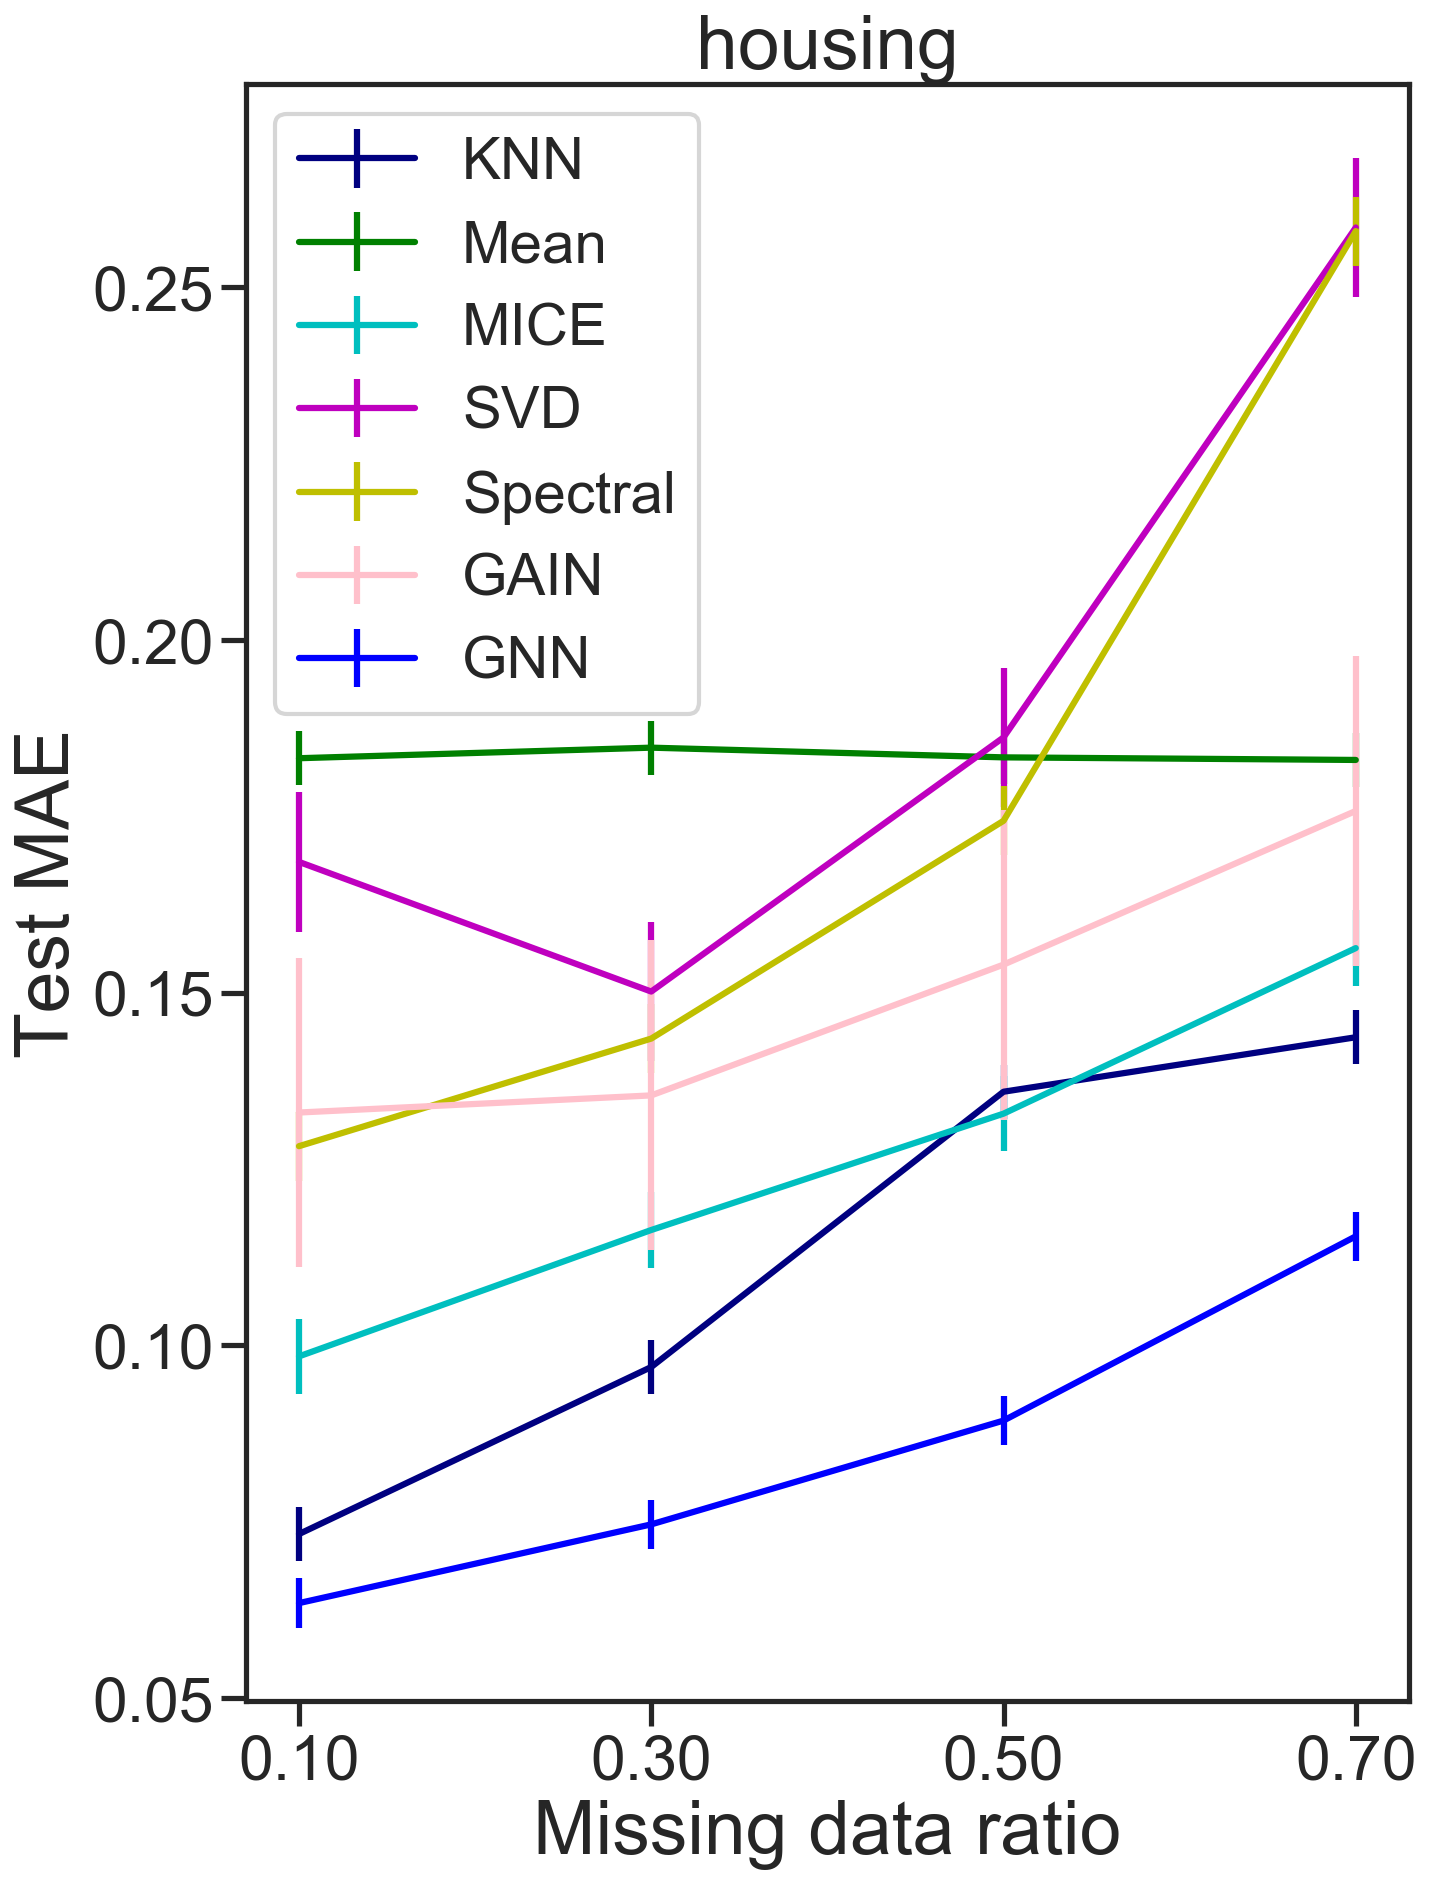 housing
KNN
Mean
MICE
SVD
Spectral
GAIN
GNN
Test MAE
0.25
0.20
0.15
0.10
0.05
0.10 0.30 0.50 0.70
Missing data ratio